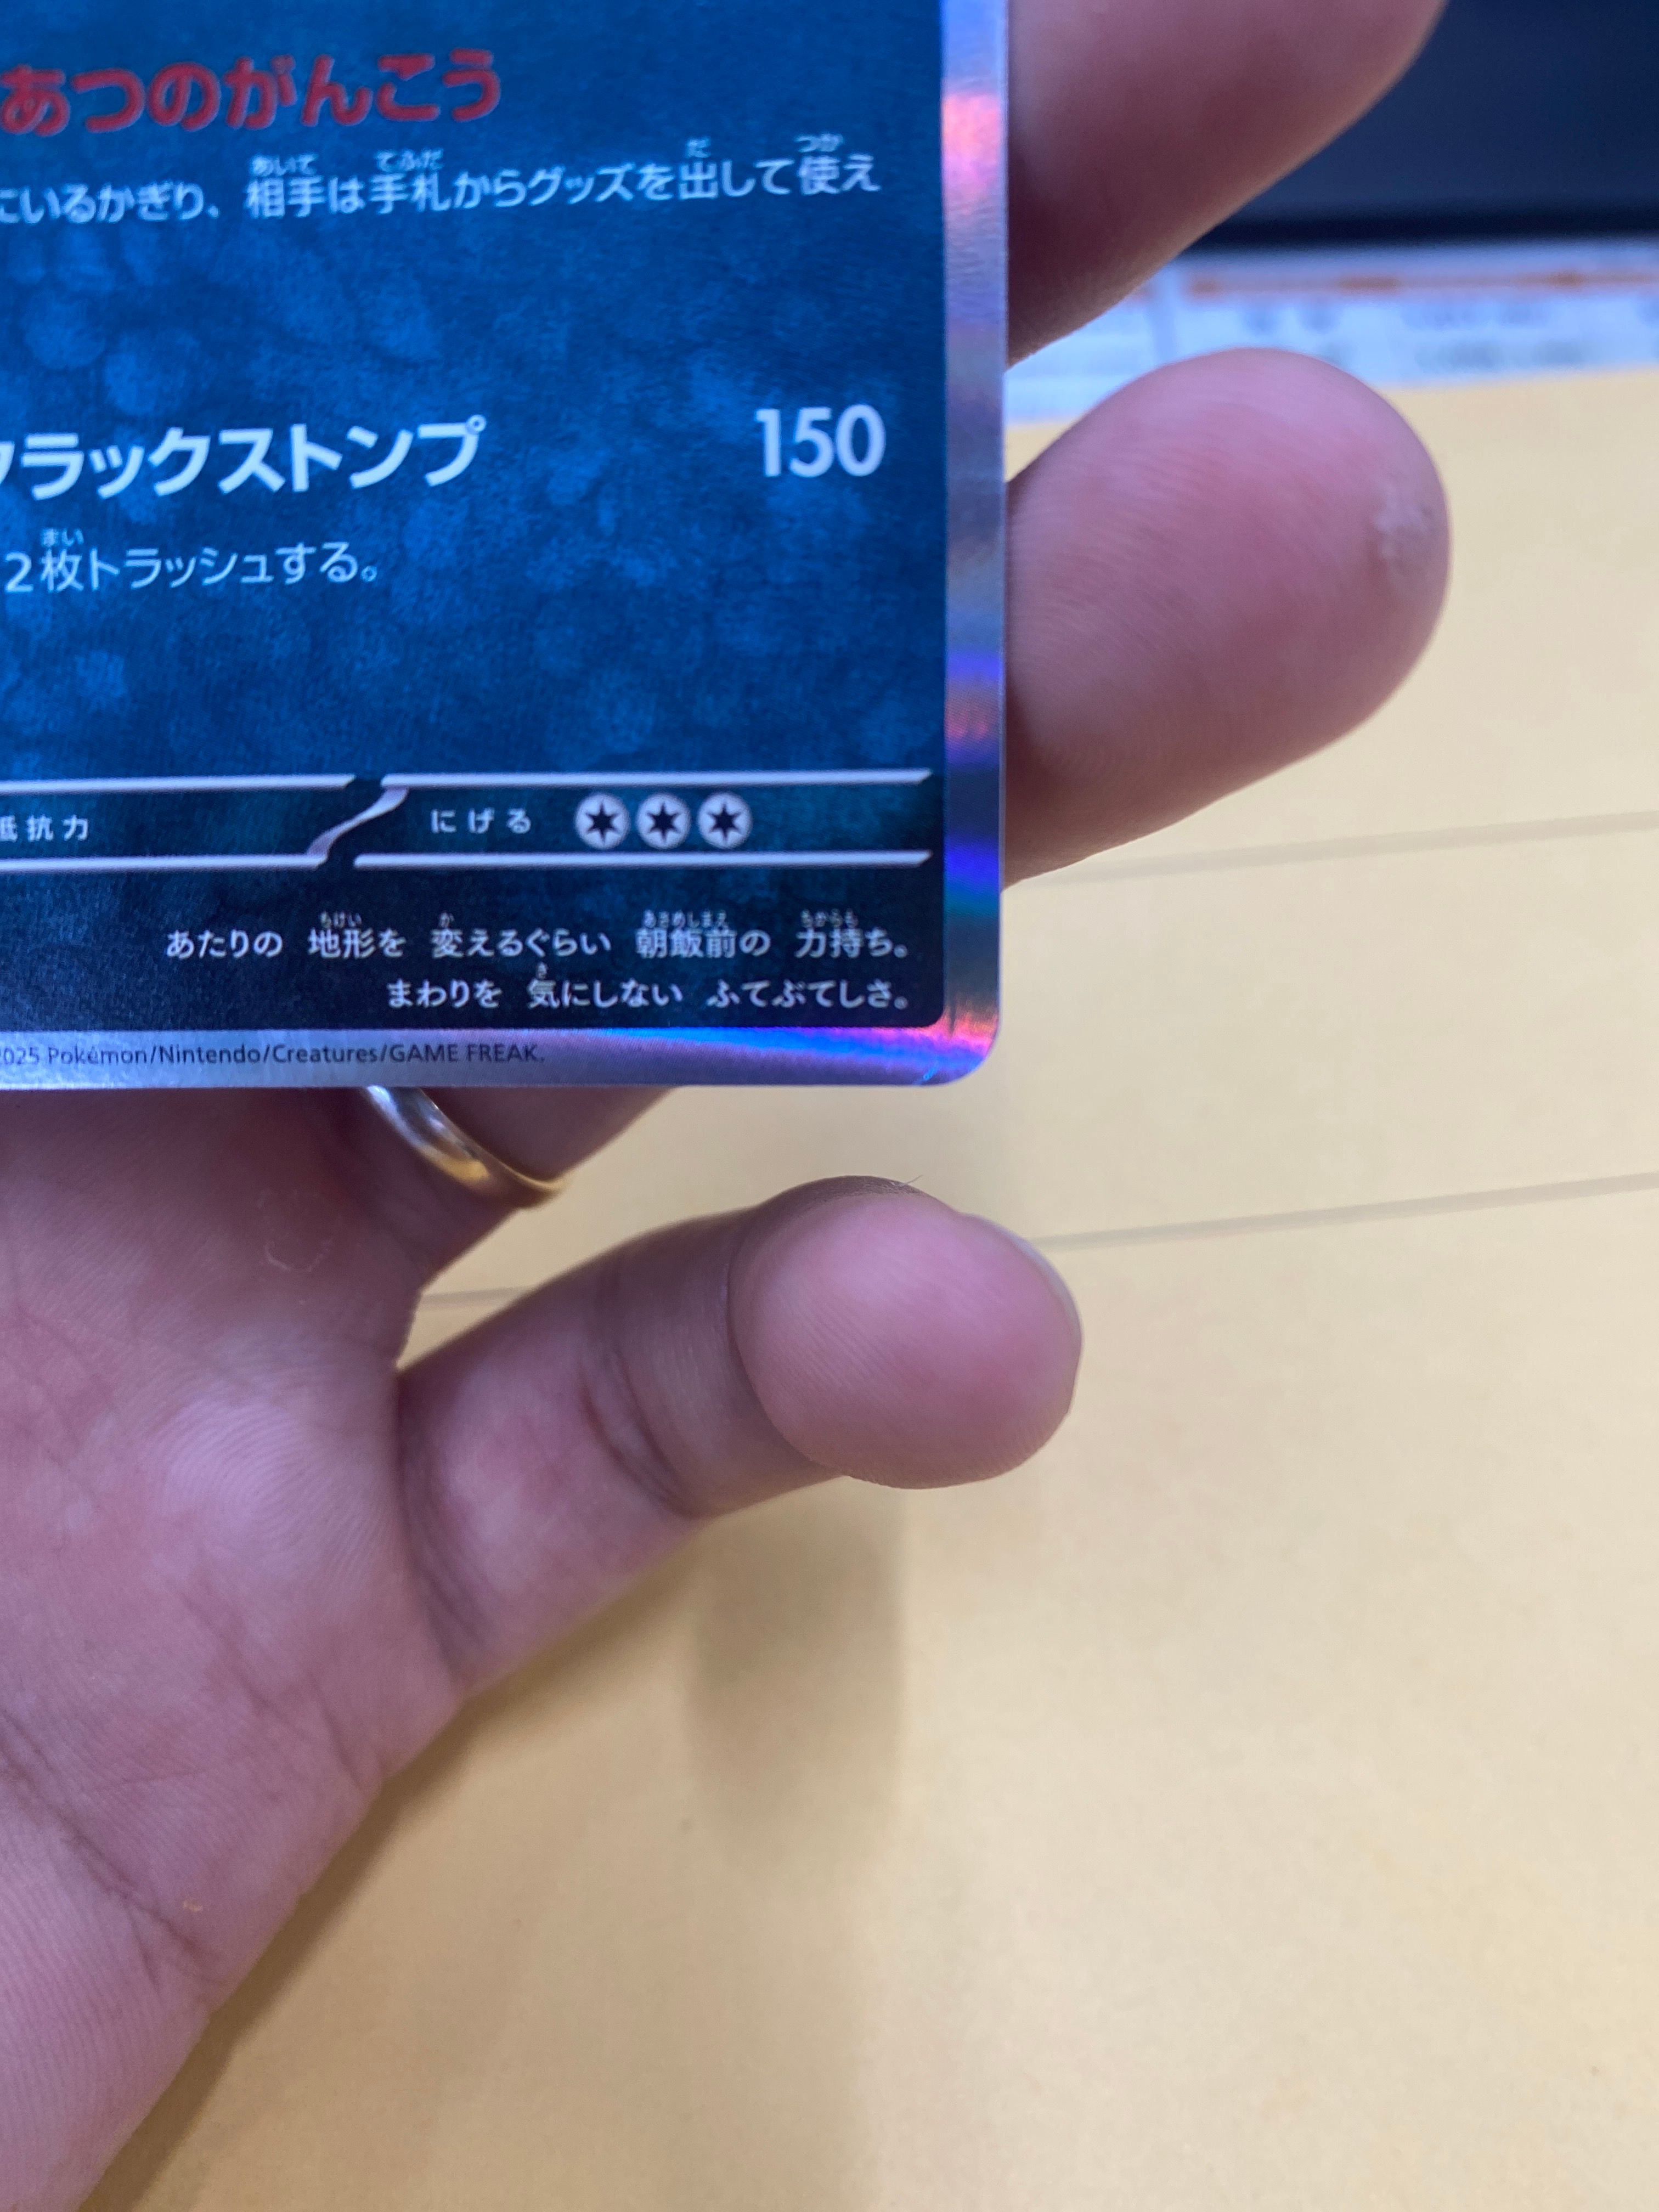 あつのがんこう
にいるかぎり、相手は手札からグッズを出して使え
ラックストンプ 150
2枚トラッシュする。
抵抗力 にげる
あたりの 地形を 変えるぐらい 朝飯前の 力持ち。
まわりを 気にしない ふてぶてしさ。
2025 Pokémon/Nintendo/Creatures/GAME FREAK.